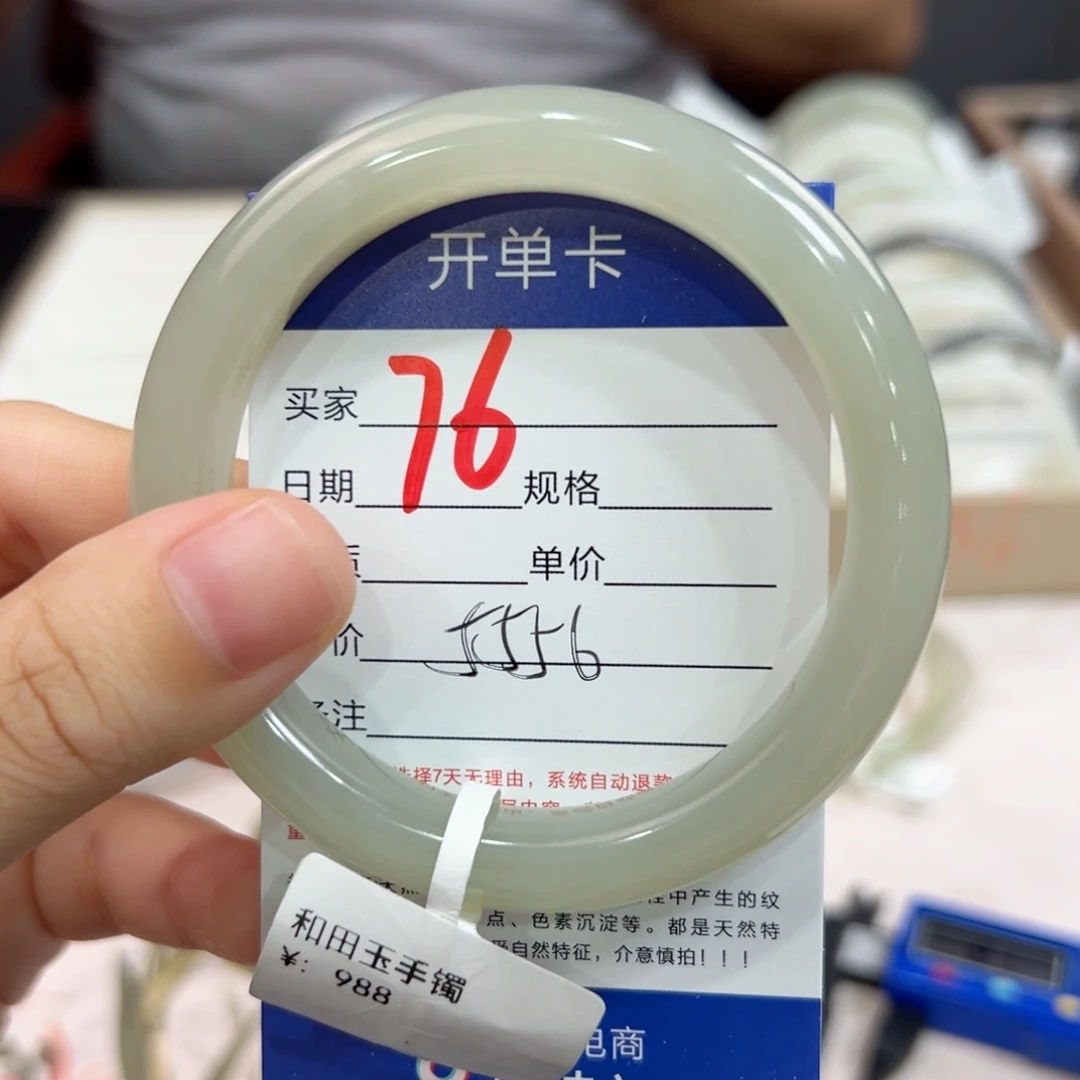 开单卡
买家 76
日期 规格
单价
价 5556
注
选择7天无理由，系统自动退款
中产生的纹
点、色素沉淀等。都是天然特
自然特征，介意慎拍！！！
和田玉手镯
¥: 988
电商